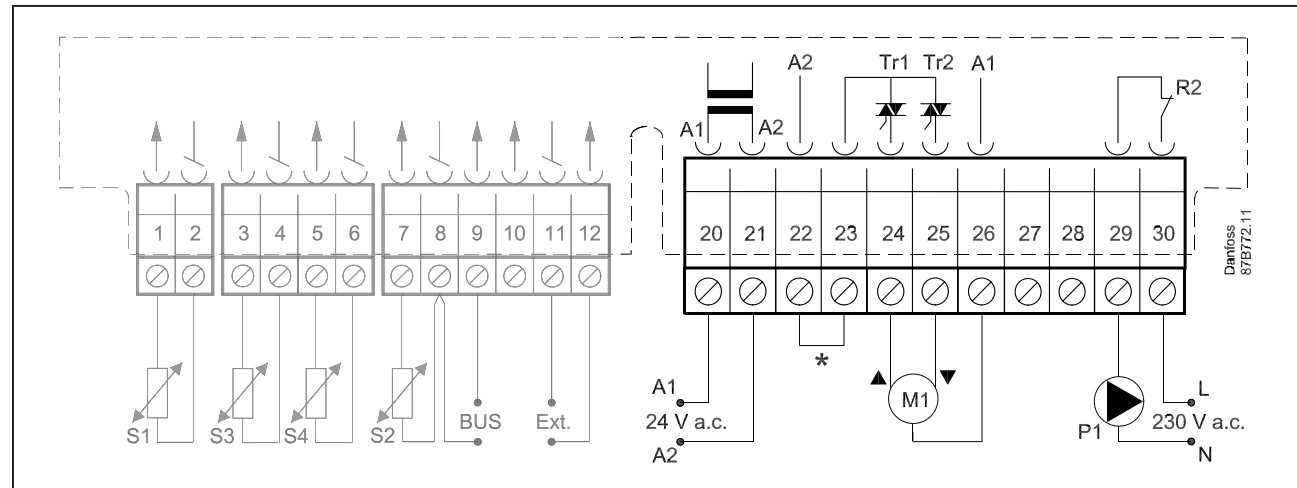 A2 Tr1 Tr2 A1
R2
A1 A2
1 2 3 4 5 6 7 8 9 10 11 12
20 21 22 23 24 25 26 27 28 29 30
Danfoss
87B772.11
*
S1 S3 S4 S2 BUS Ext.
A1
24 V a.c.
A2
M1
P1
L
230 V a.c.
N